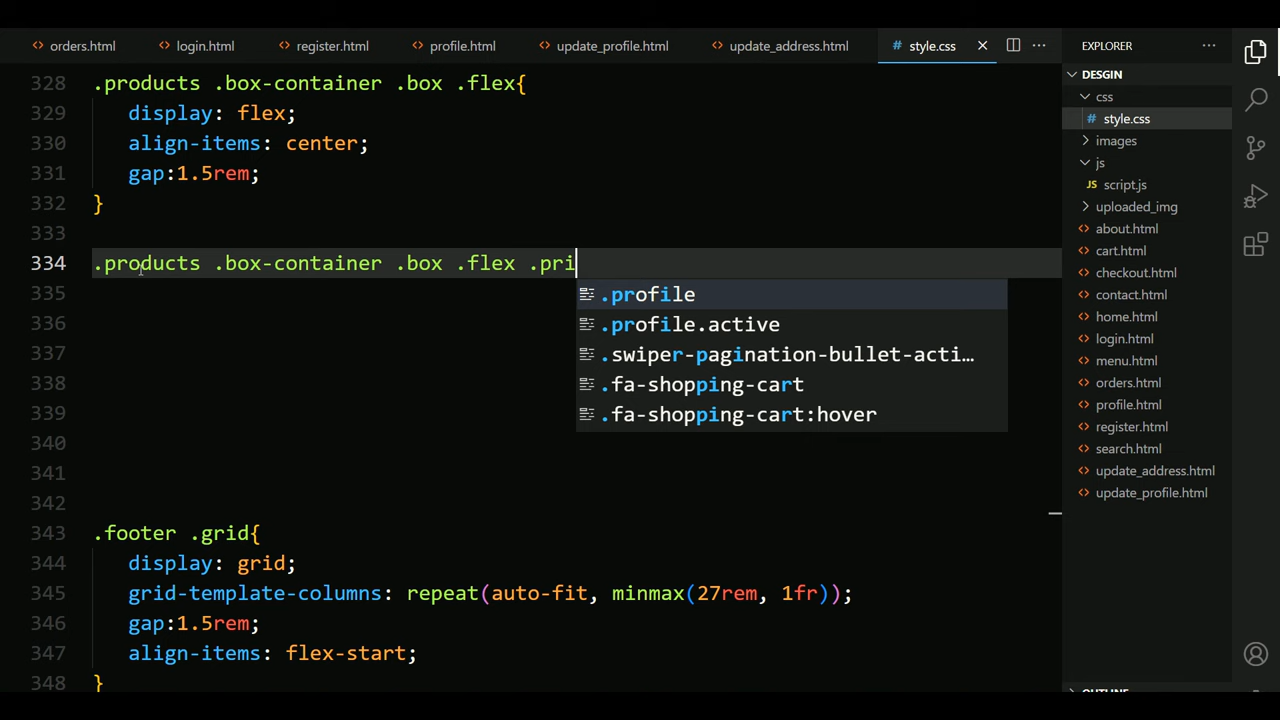 orders.html login.html register.html profile.html update_profile.html update_address.html # style.css EXPLORER
328 .products .box-container .box .flex{
329 display: flex;
330 align-items: center;
331 gap:1.5rem;
332 }
333
334 .products .box-container .box .flex .pri
335
336
337
338
339
340
341
342
343 .footer .grid{
344 display: grid;
345 grid-template-columns: repeat(auto-fit, minmax(27rem, 1fr));
346 gap:1.5rem;
347 align-items: flex-start;
348 }
.profile
.profile.active
.swiper-pagination-bullet-acti…
.fa-shopping-cart
.fa-shopping-cart:hover
DESGIN
css
# style.css
images
js
JS script.js
uploaded_img
about.html
cart.html
checkout.html
contact.html
home.html
login.html
menu.html
orders.html
profile.html
register.html
search.html
update_address.html
update_profile.html
OUTLINE